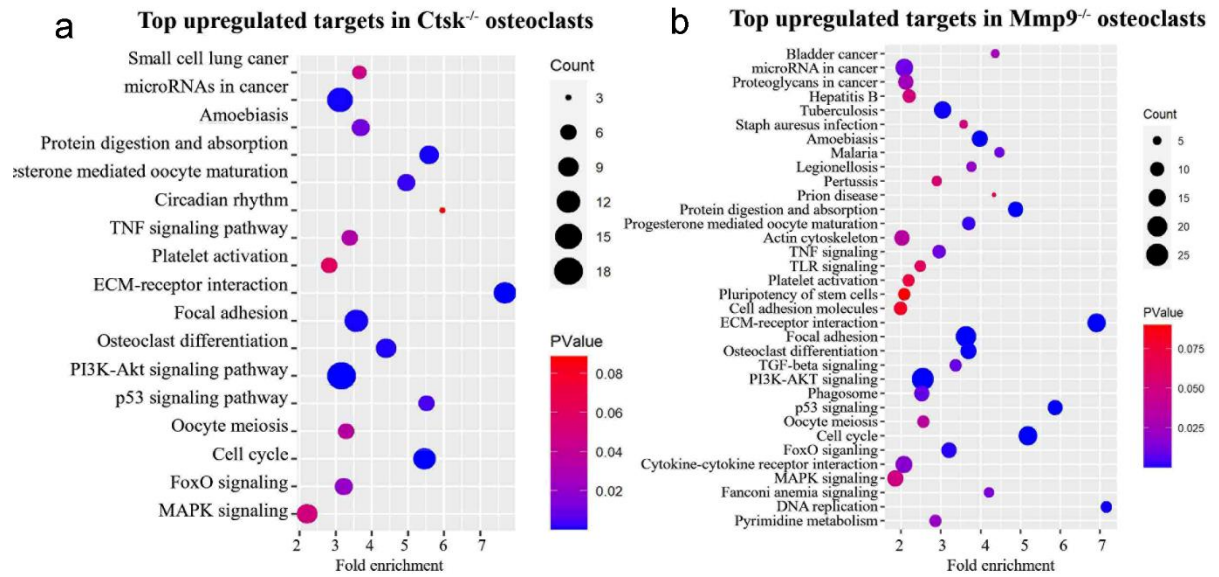 a
Top upregulated targets in Ctsk-/- osteoclasts
Small cell lung caner
microRNAs in cancer
Amoebiasis
Protein digestion and absorption
esterone mediated oocyte maturation
Circadian rhythm
TNF signaling pathway
Platelet activation
ECM-receptor interaction
Focal adhesion
Osteoclast differentiation
PI3K-Akt signaling pathway
p53 signaling pathway
Oocyte meiosis
Cell cycle
FoxO signaling
MAPK signaling
2 3 4 5 6 7
Fold enrichment
Count
3
6
9
12
15
18
PValue
0.08
0.06
0.04
0.02
b
Top upregulated targets in Mmp9-/- osteoclasts
Bladder cancer
microRNA in cancer
Proteoglycans in cancer
Hepatitis B
Tuberculosis
Staph auresus infection
Amoebiasis
Malaria
Legionellosis
Pertussis
Prion disease
Protein digestion and absorption
Progesterone mediated oocyte maturation
Actin cytoskeleton
TNF signaling
TLR signaling
Platelet activation
Pluripotency of stem cells
Cell adhesion molecules
ECM-receptor interaction
Focal adhesion
Osteoclast differentiation
TGF-beta signaling
PI3K-AKT signaling
Phagosome
p53 signaling
Oocyte meiosis
Cell cycle
FoxO siganling
Cytokine-cytokine receptor interaction
MAPK signaling
Fanconi anemia signaling
DNA replication
Pyrimidine metabolism
2 3 4 5 6 7
Fold enrichment
Count
5
10
15
20
25
PValue
0.075
0.050
0.025